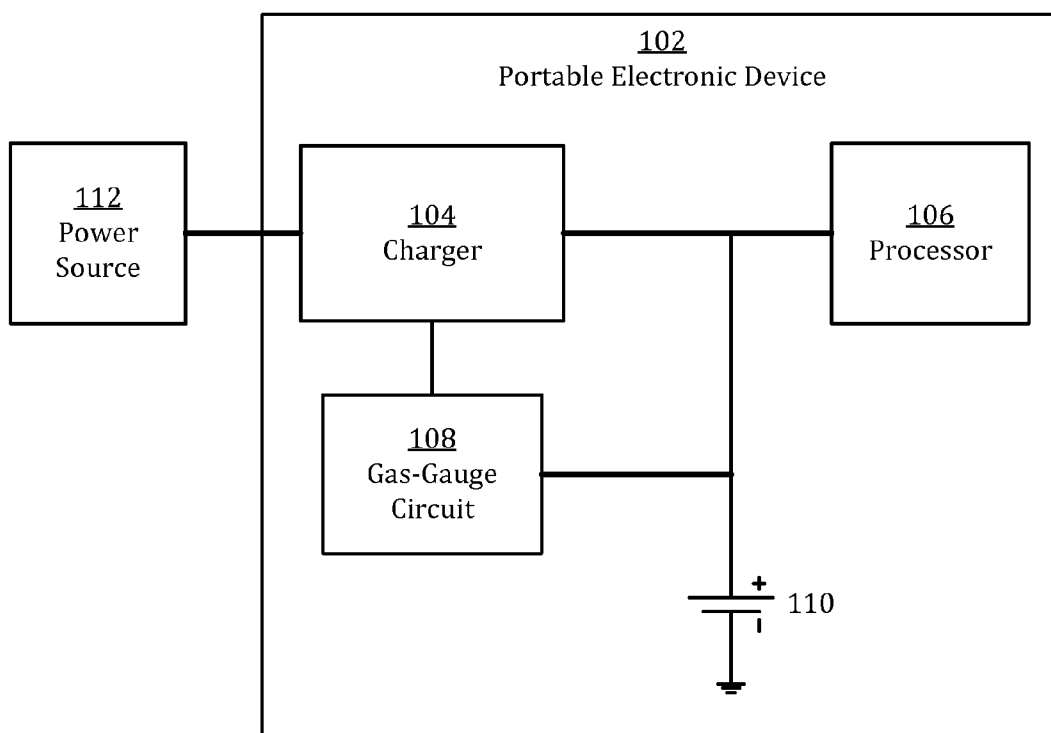 102
Portable Electronic Device
112
Power
Source
104
Charger
106
Processor
108
Gas-Gauge
Circuit
+
110
–